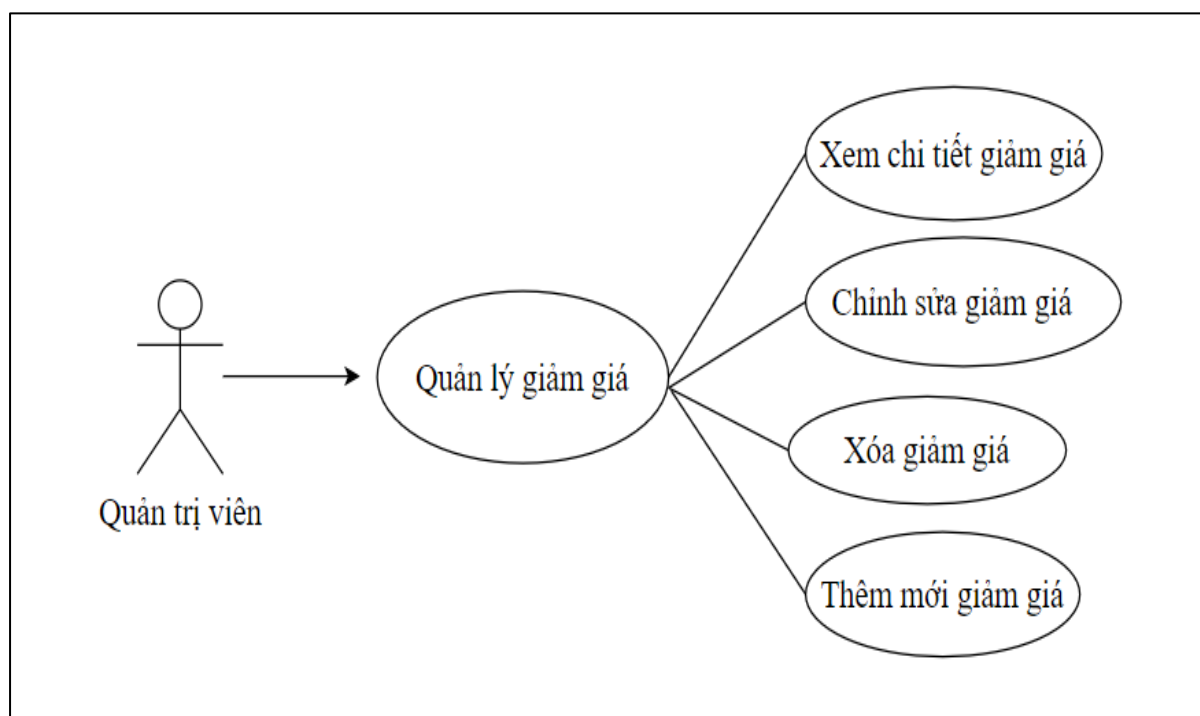 Xem chi tiết giảm giá
Chỉnh sửa giảm giá
Quản lý giảm giá
Xóa giảm giá
Quản trị viên
Thêm mới giảm giá